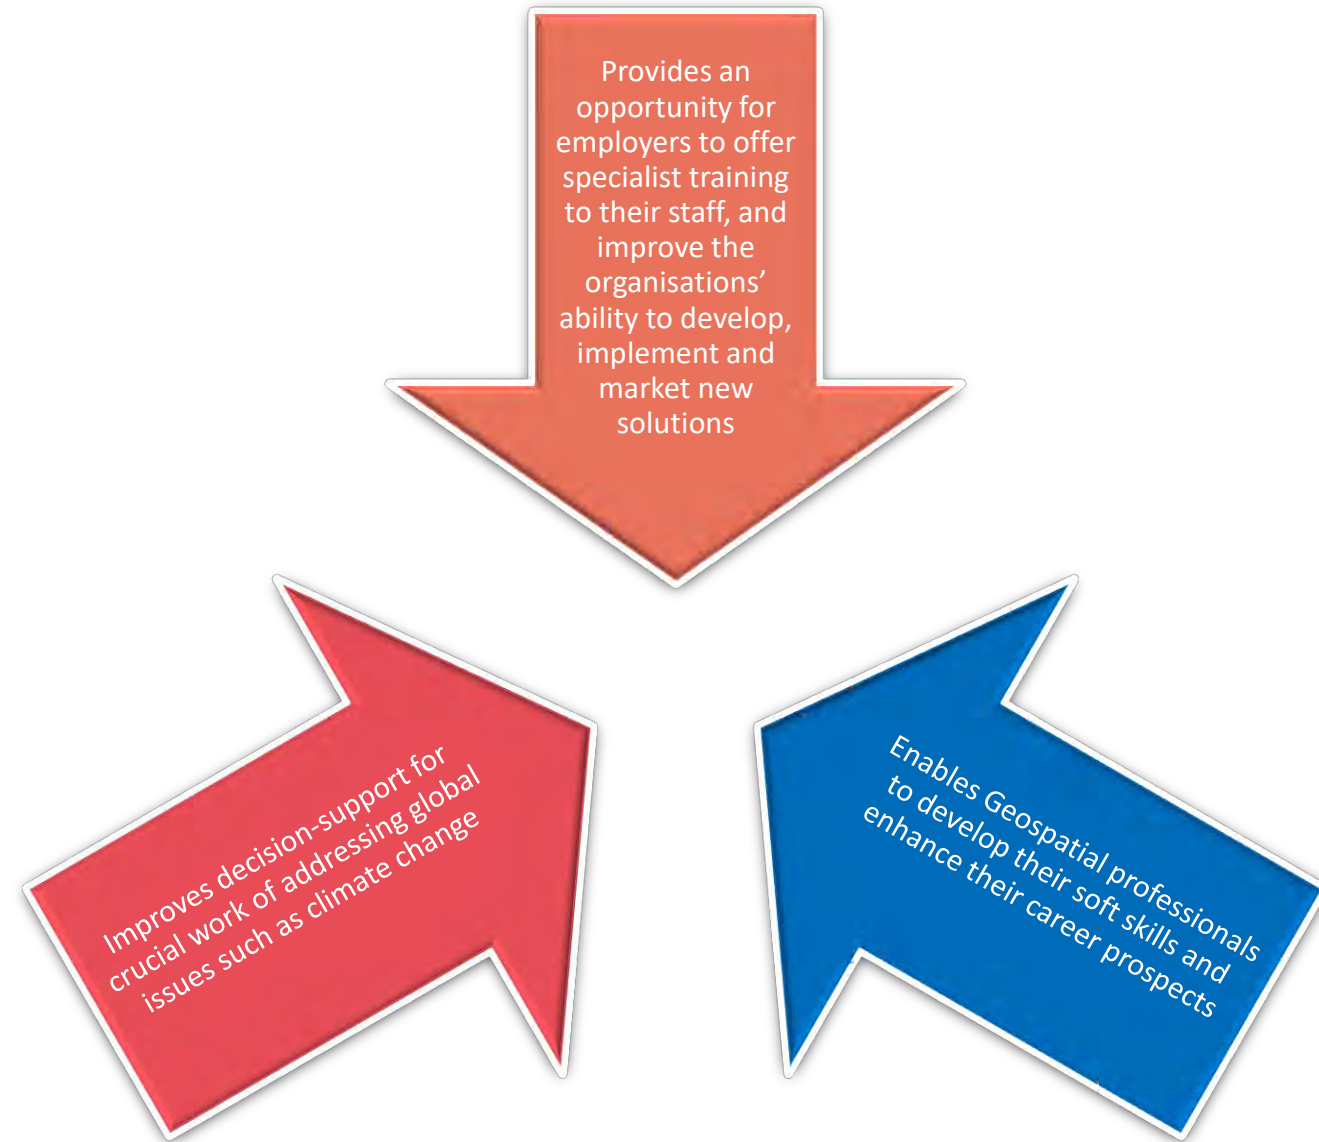 Provides an
opportunity for
employers to offer
specialist training
to their staff, and
improve the
organisations’
ability to develop,
implement and
market new
solutions
Improves decision-support for
crucial work of addressing global
issues such as climate change
Enables Geospatial professionals
to develop their soft skills and
enhance their career prospects